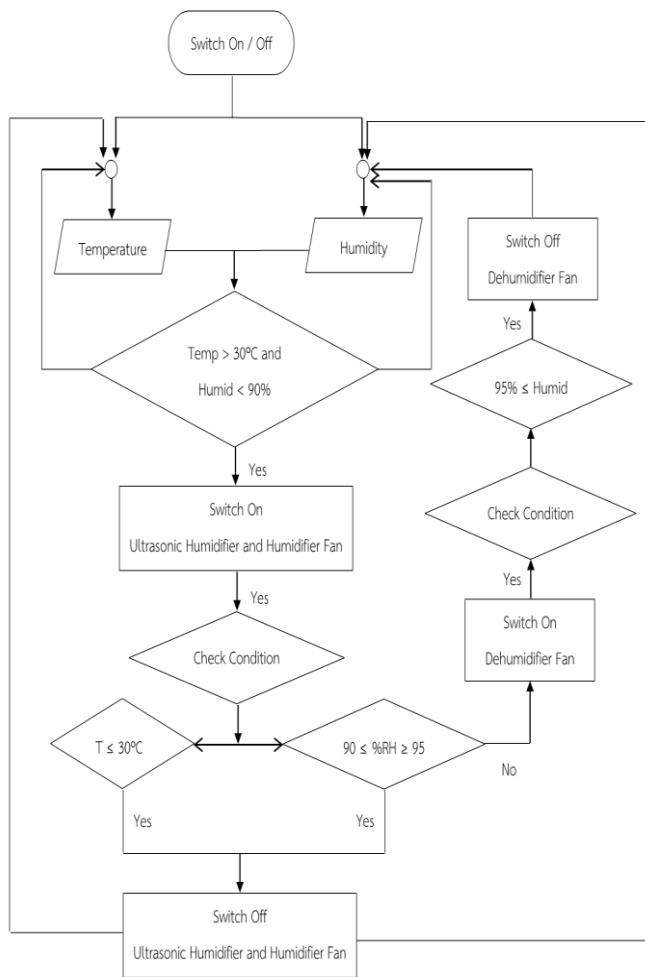 Switch On / Off
Temperature
Humidity
Switch Off
Dehumidifier Fan
Yes
Temp > 30ºC and
Humid < 90%
95% ≤ Humid
Yes
Switch On
Ultrasonic Humidifier and Humidifier Fan
Check Condition
Yes
Yes
Switch On
Dehumidifier Fan
Check Condition
T ≤ 30ºC
90 ≤ %RH ≥ 95
No
Yes
Yes
Switch Off
Ultrasonic Humidifier and Humidifier Fan